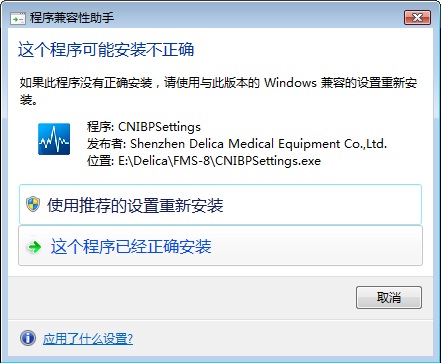 程序兼容性助手
这个程序可能安装不正确
如果此程序没有正确安装，请使用与此版本的 Windows 兼容的设置重新安
装。
程序: CNIBPSettings
发布者: Shenzhen Delica Medical Equipment Co.,Ltd.
位置: E:\Delica\FMS-8\CNIBPSettings.exe
使用推荐的设置重新安装
这个程序已经正确安装
取消
应用了什么设置?